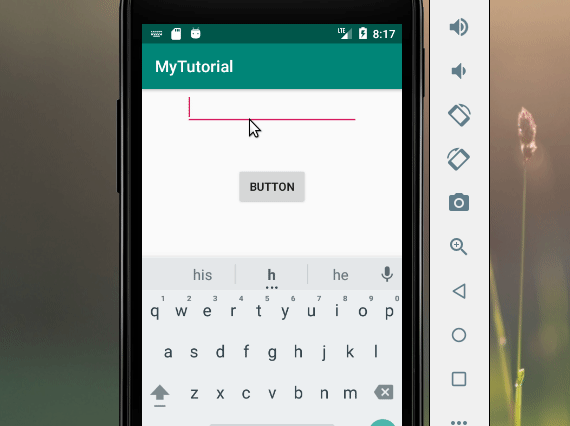 LTE 8:17
MyTutorial
BUTTON
his h he
1 2 3 4 5 6 7 8 9 0
q w e r t y u i o p
a s d f g h j k l
z x c v b n m